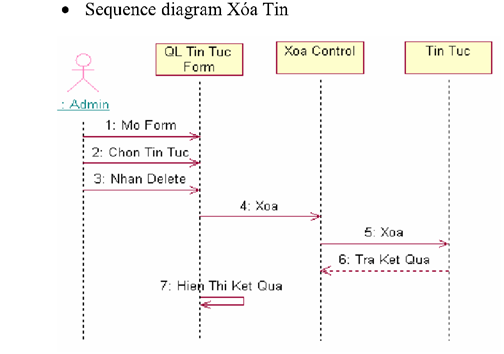 • Sequence diagram Xóa Tin
QL Tin Tuc
Form
Xoa Control
Tin Tuc
: Admin
1: Mo Form
2: Chon Tin Tuc
3: Nhan Delete
4: Xoa
5: Xoa
6: Tra Ket Qua
7: Hien Thi Ket Qua